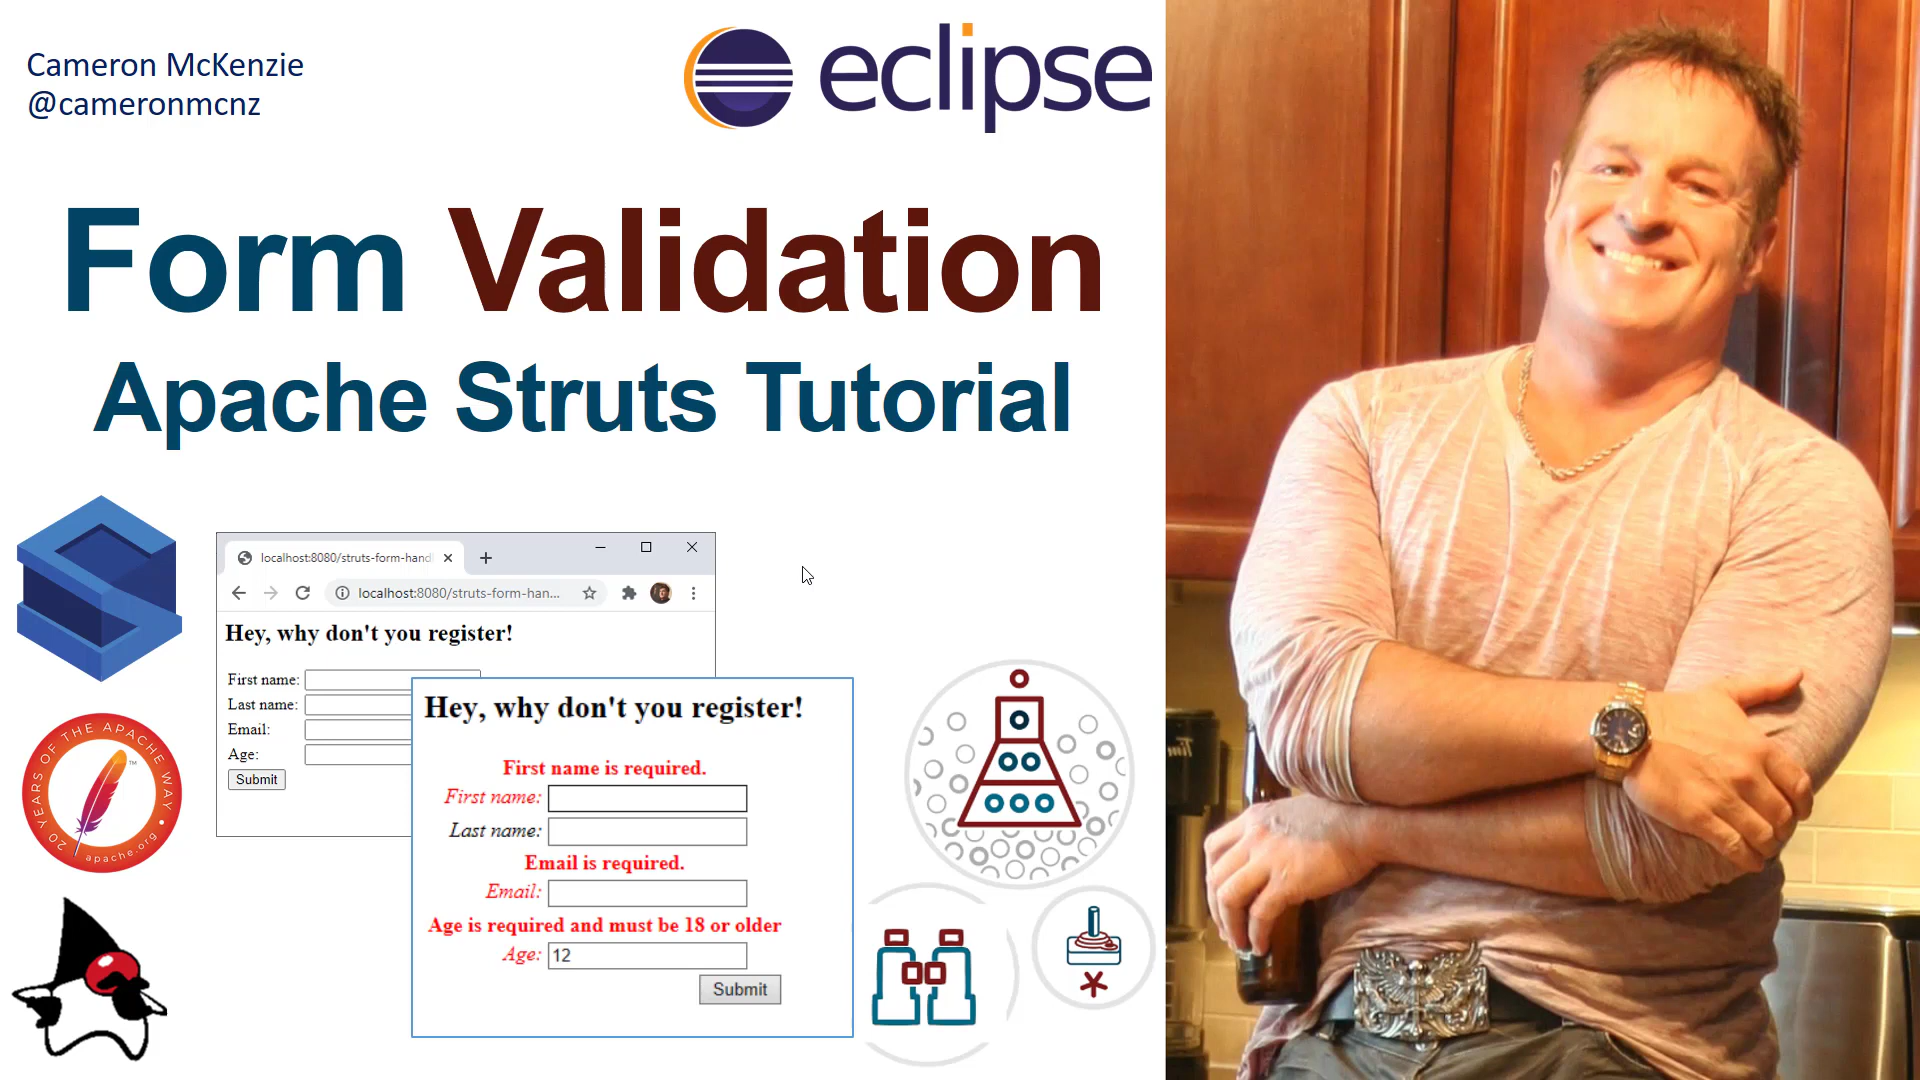 Cameron McKenzie
@cameronmcnz
eclipse
Form Validation
Apache Struts Tutorial
localhost:8080/struts-form-hand
localhost:8080/struts-form-han...
Hey, why don't you register!
First name:
Last name:
Email:
Age:
Submit
Hey, why don't you register!
First name is required.
First name:
Last name:
Email is required.
Email:
Age is required and must be 18 or older
Age: 12
Submit
20 YEARS OF THE APACHE WAY
TM
apache.org